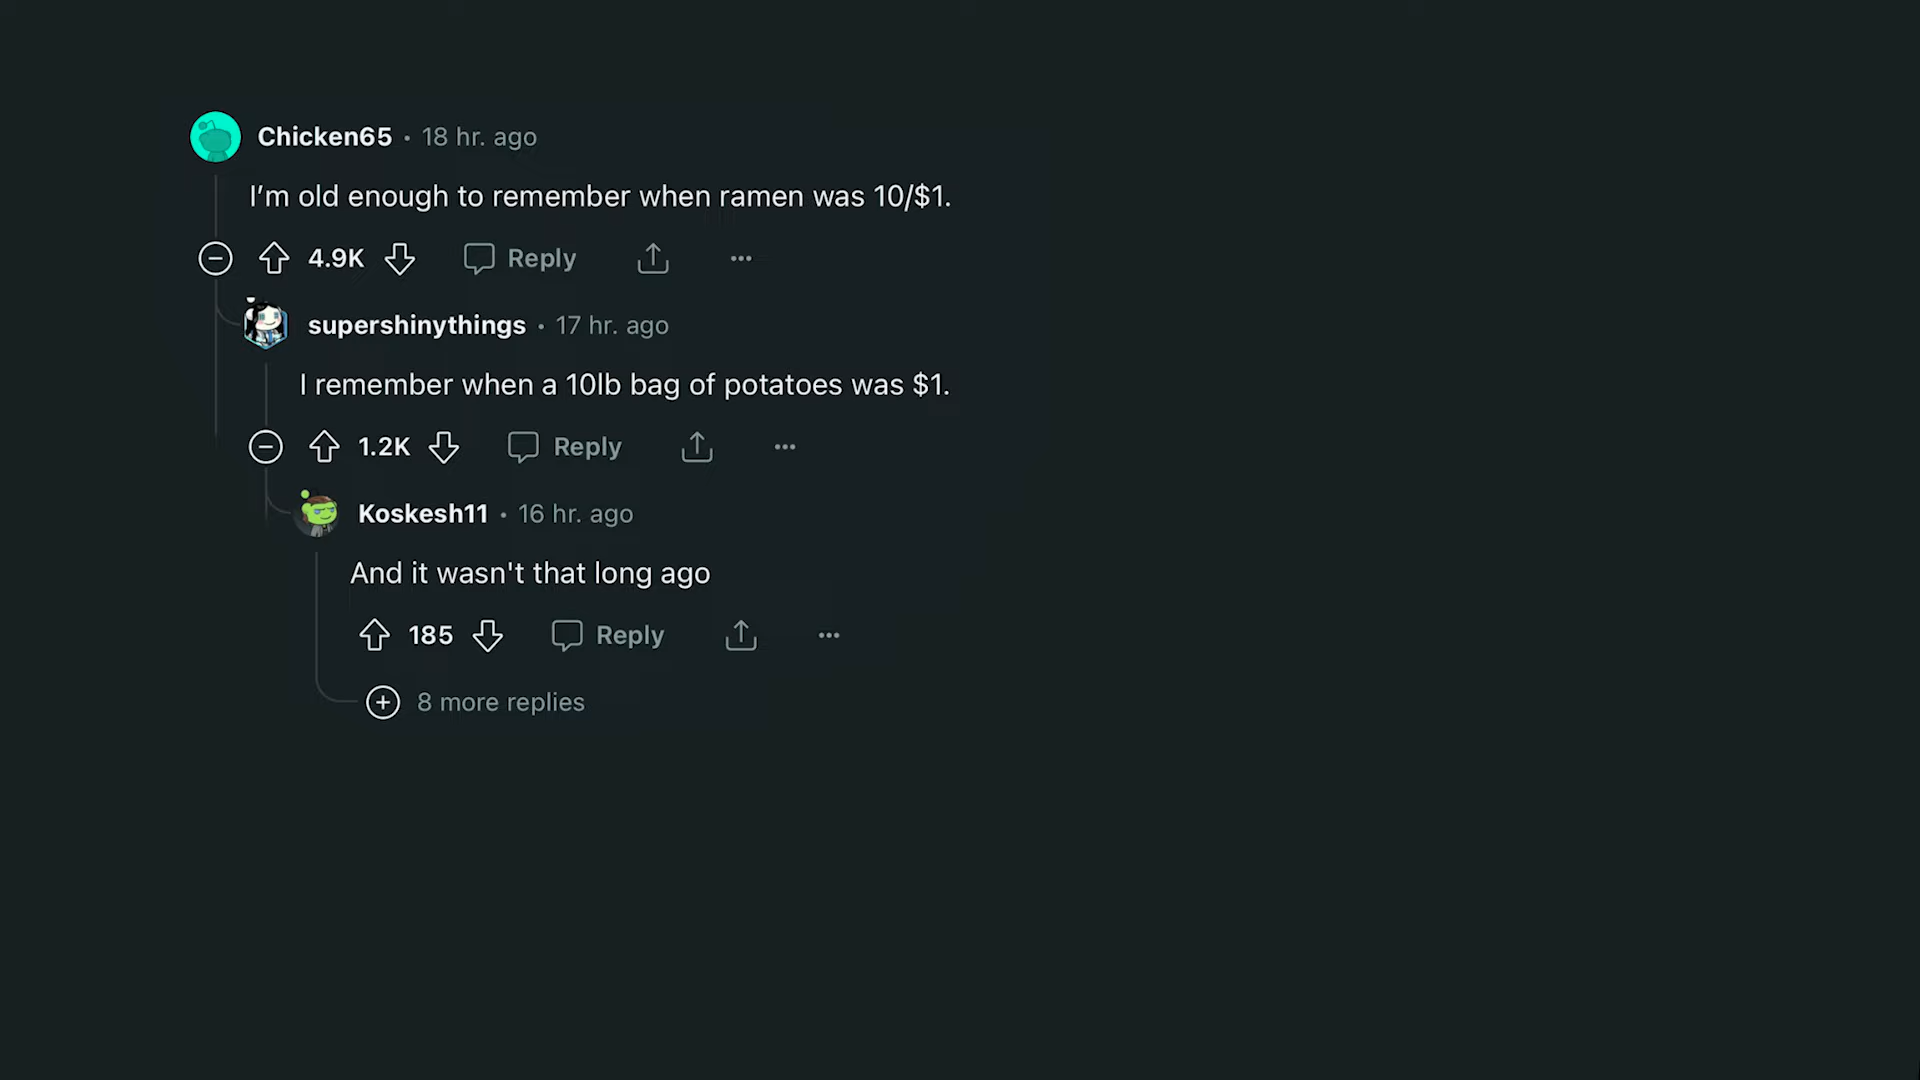 Chicken65 • 18 hr. ago
I’m old enough to remember when ramen was 10/$1.
4.9K Reply ...
supershinythings • 17 hr. ago
I remember when a 10lb bag of potatoes was $1.
1.2K Reply ...
Koskesh11 • 16 hr. ago
And it wasn't that long ago
185 Reply ...
8 more replies